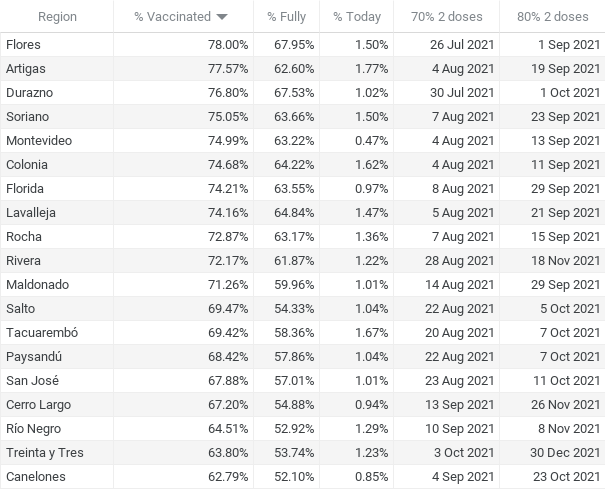 Region % Vaccinated % Fully % Today 70% 2 doses 80% 2 doses
Flores 78.00% 67.95% 1.50% 26 Jul 2021 1 Sep 2021
Artigas 77.57% 62.60% 1.77% 4 Aug 2021 19 Sep 2021
Durazno 76.80% 67.53% 1.02% 30 Jul 2021 1 Oct 2021
Soriano 75.05% 63.66% 1.50% 7 Aug 2021 23 Sep 2021
Montevideo 74.99% 63.22% 0.47% 4 Aug 2021 13 Sep 2021
Colonia 74.68% 64.22% 1.62% 4 Aug 2021 11 Sep 2021
Florida 74.21% 63.55% 0.97% 8 Aug 2021 29 Sep 2021
Lavalleja 74.16% 64.84% 1.47% 5 Aug 2021 21 Sep 2021
Rocha 72.87% 63.17% 1.36% 7 Aug 2021 15 Sep 2021
Rivera 72.17% 61.87% 1.22% 28 Aug 2021 18 Nov 2021
Maldonado 71.26% 59.96% 1.01% 14 Aug 2021 29 Sep 2021
Salto 69.47% 54.33% 1.04% 22 Aug 2021 5 Oct 2021
Tacuarembó 69.42% 58.36% 1.67% 20 Aug 2021 7 Oct 2021
Paysandú 68.42% 57.86% 1.04% 22 Aug 2021 7 Oct 2021
San José 67.88% 57.01% 1.01% 23 Aug 2021 11 Oct 2021
Cerro Largo 67.20% 54.88% 0.94% 13 Sep 2021 26 Nov 2021
Río Negro 64.51% 52.92% 1.29% 10 Sep 2021 8 Nov 2021
Treinta y Tres 63.80% 53.74% 1.23% 3 Oct 2021 30 Dec 2021
Canelones 62.79% 52.10% 0.85% 4 Sep 2021 23 Oct 2021